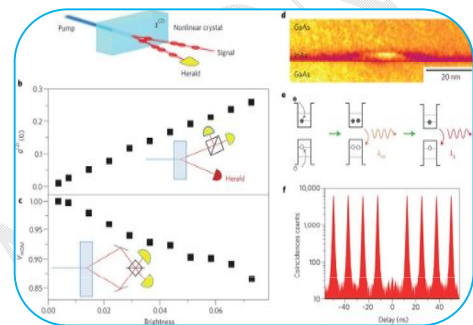 Pump
χ(2)
Nonlinear crystal
Signal
Herald
b
0.3
0.2
0.1
0.0
g(2)(0)
Herald
c
1.00
0.95
0.90
0.85
VHOM
0.00
0.02
0.04
0.06
Brightness
d
GaAs
InAs
GaAs
20 nm
e
e
λXX
λX
f
10,000
1,000
100
10
Coincidences counts
-40
-20
0
20
40
Delay (ns)